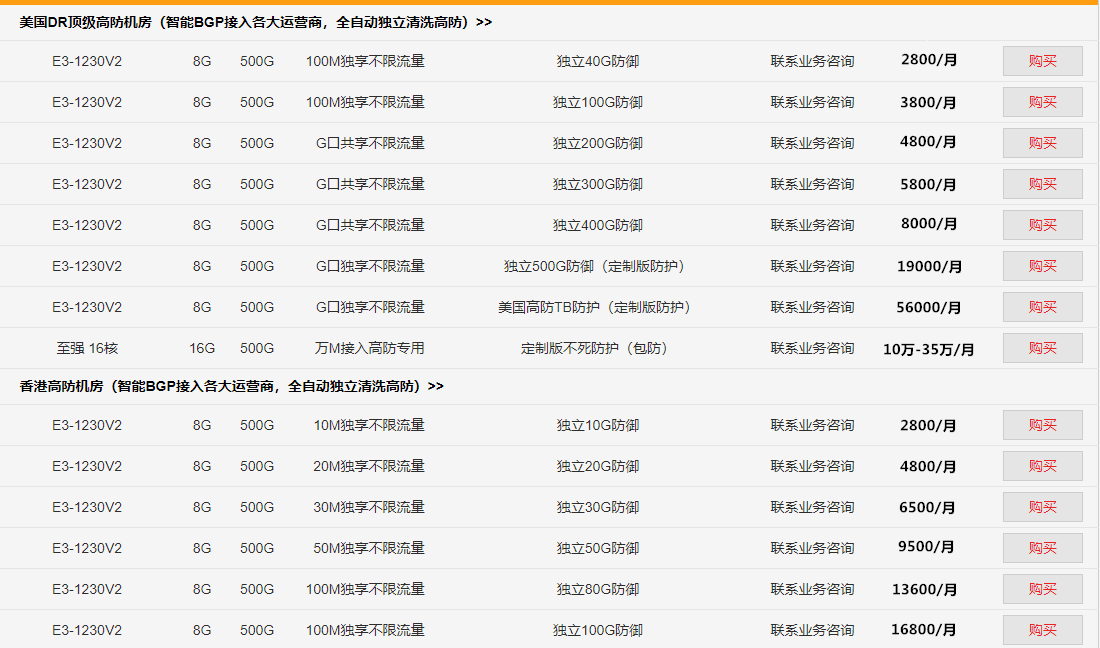 美国DR顶级高防机房（智能BGP接入各大运营商，全自动独立清洗高防）>>
E3-1230V2 8G 500G 100M独享不限流量 独立40G防御 联系业务咨询 2800/月 购买
E3-1230V2 8G 500G 100M独享不限流量 独立100G防御 联系业务咨询 3800/月 购买
E3-1230V2 8G 500G G口共享不限流量 独立200G防御 联系业务咨询 4800/月 购买
E3-1230V2 8G 500G G口共享不限流量 独立300G防御 联系业务咨询 5800/月 购买
E3-1230V2 8G 500G G口共享不限流量 独立400G防御 联系业务咨询 8000/月 购买
E3-1230V2 8G 500G G口独享不限流量 独立500G防御（定制版防护） 联系业务咨询 19000/月 购买
E3-1230V2 8G 500G G口独享不限流量 美国高防TB防护（定制版防护） 联系业务咨询 56000/月 购买
至强 16核 16G 500G 万M接入高防专用 定制版不死防护（包防） 联系业务咨询 10万-35万/月 购买
香港高防机房（智能BGP接入各大运营商，全自动独立清洗高防）>>
E3-1230V2 8G 500G 10M独享不限流量 独立10G防御 联系业务咨询 2800/月 购买
E3-1230V2 8G 500G 20M独享不限流量 独立20G防御 联系业务咨询 4800/月 购买
E3-1230V2 8G 500G 30M独享不限流量 独立30G防御 联系业务咨询 6500/月 购买
E3-1230V2 8G 500G 50M独享不限流量 独立50G防御 联系业务咨询 9500/月 购买
E3-1230V2 8G 500G 100M独享不限流量 独立80G防御 联系业务咨询 13600/月 购买
E3-1230V2 8G 500G 100M独享不限流量 独立100G防御 联系业务咨询 16800/月 购买